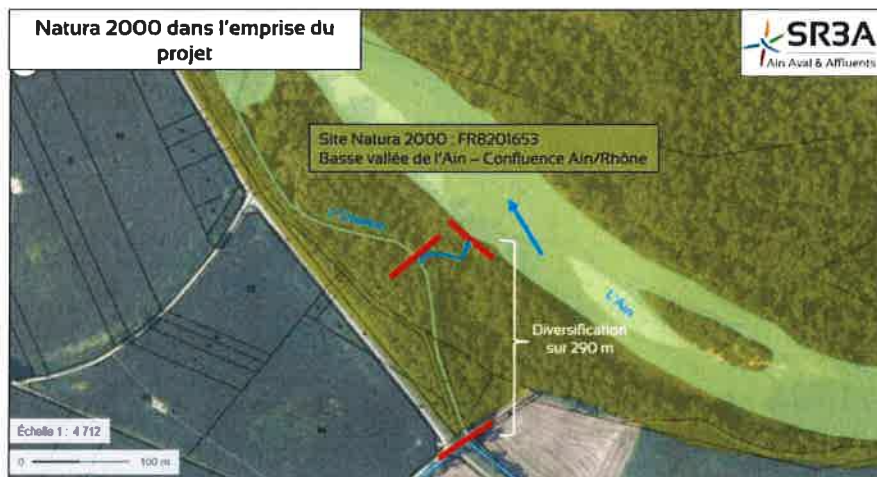 Natura 2000 dans l'emprise du
projet
SR3A
Ain Aval & Affluents
Site Natura 2000 : FR8201653
Basse vallée de l'Ain – Confluence Ain/Rhône
L'Ain
Diversification
sur 290 m
Échelle 1 : 4 712
0
100 m